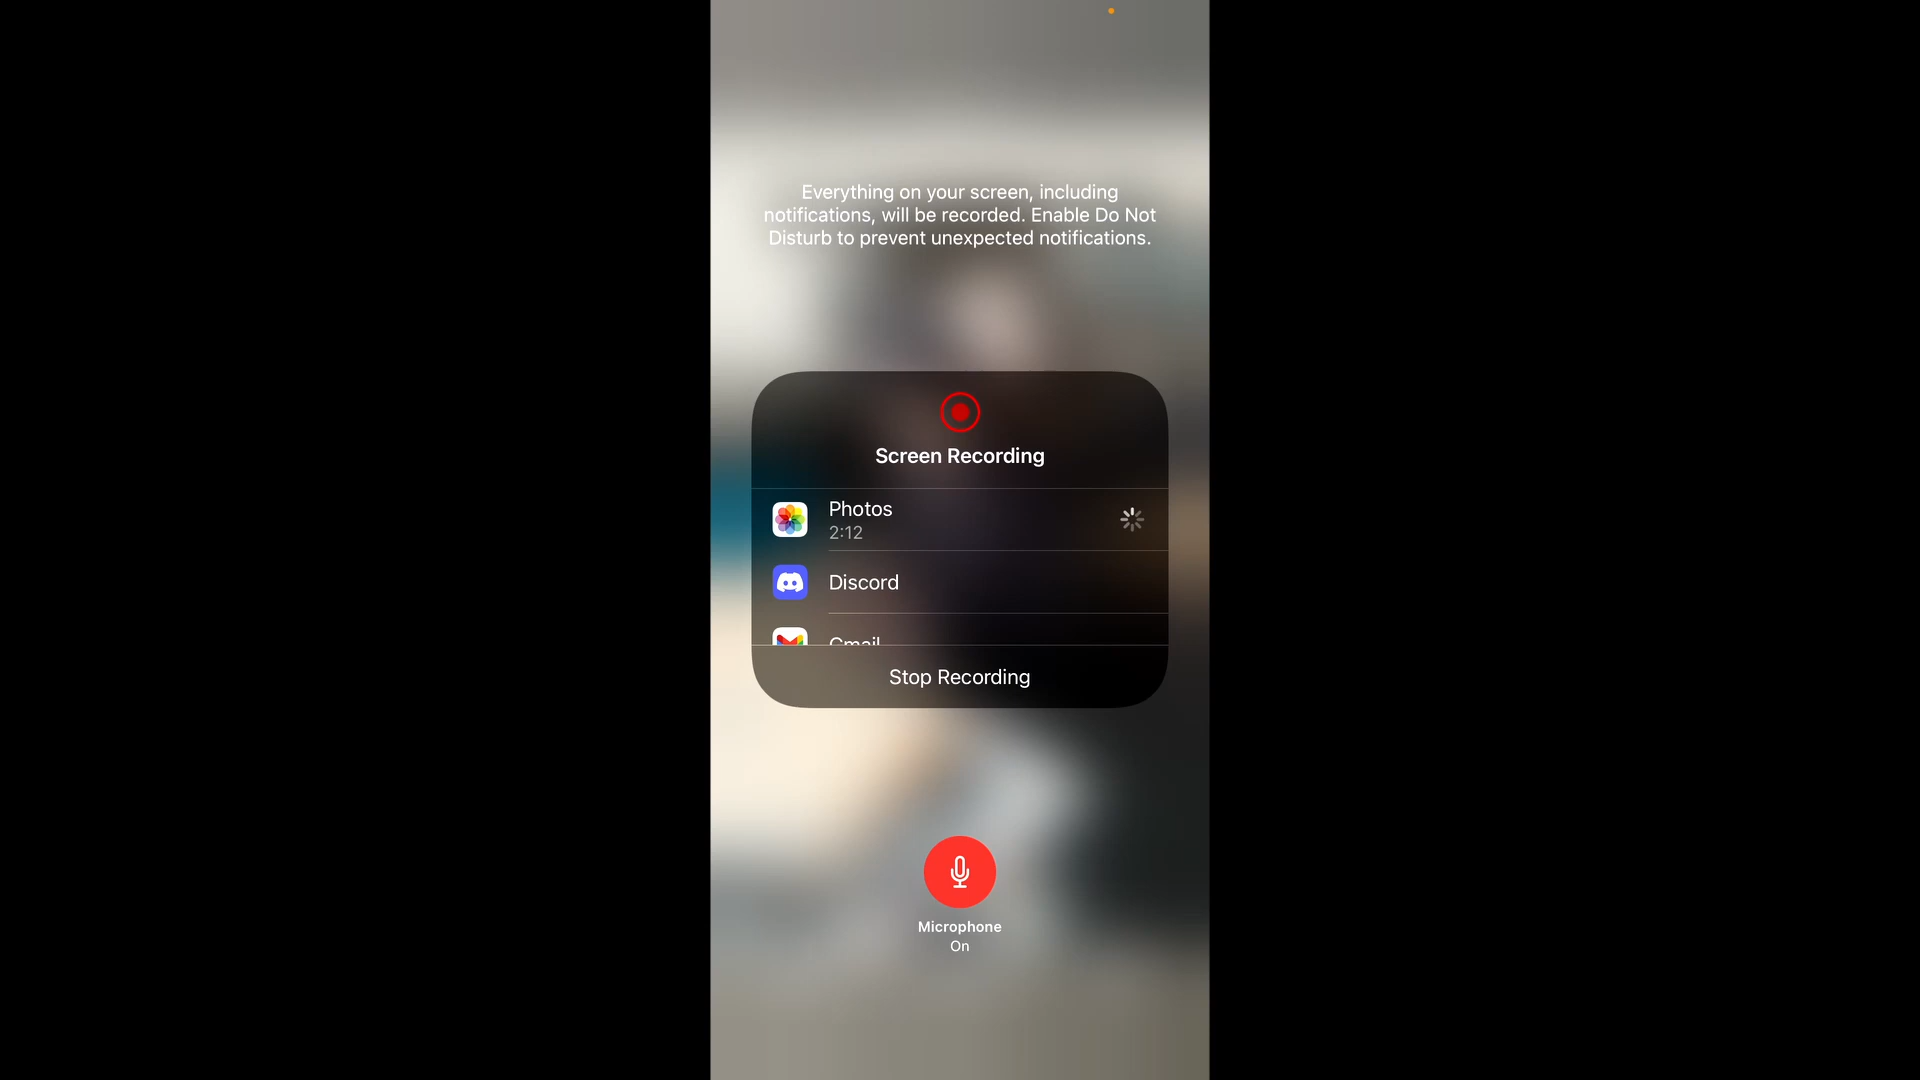 Everything on your screen, including
notifications, will be recorded. Enable Do Not
Disturb to prevent unexpected notifications.
Screen Recording
Photos
2:12
Discord
Gmail
Stop Recording
Microphone
On